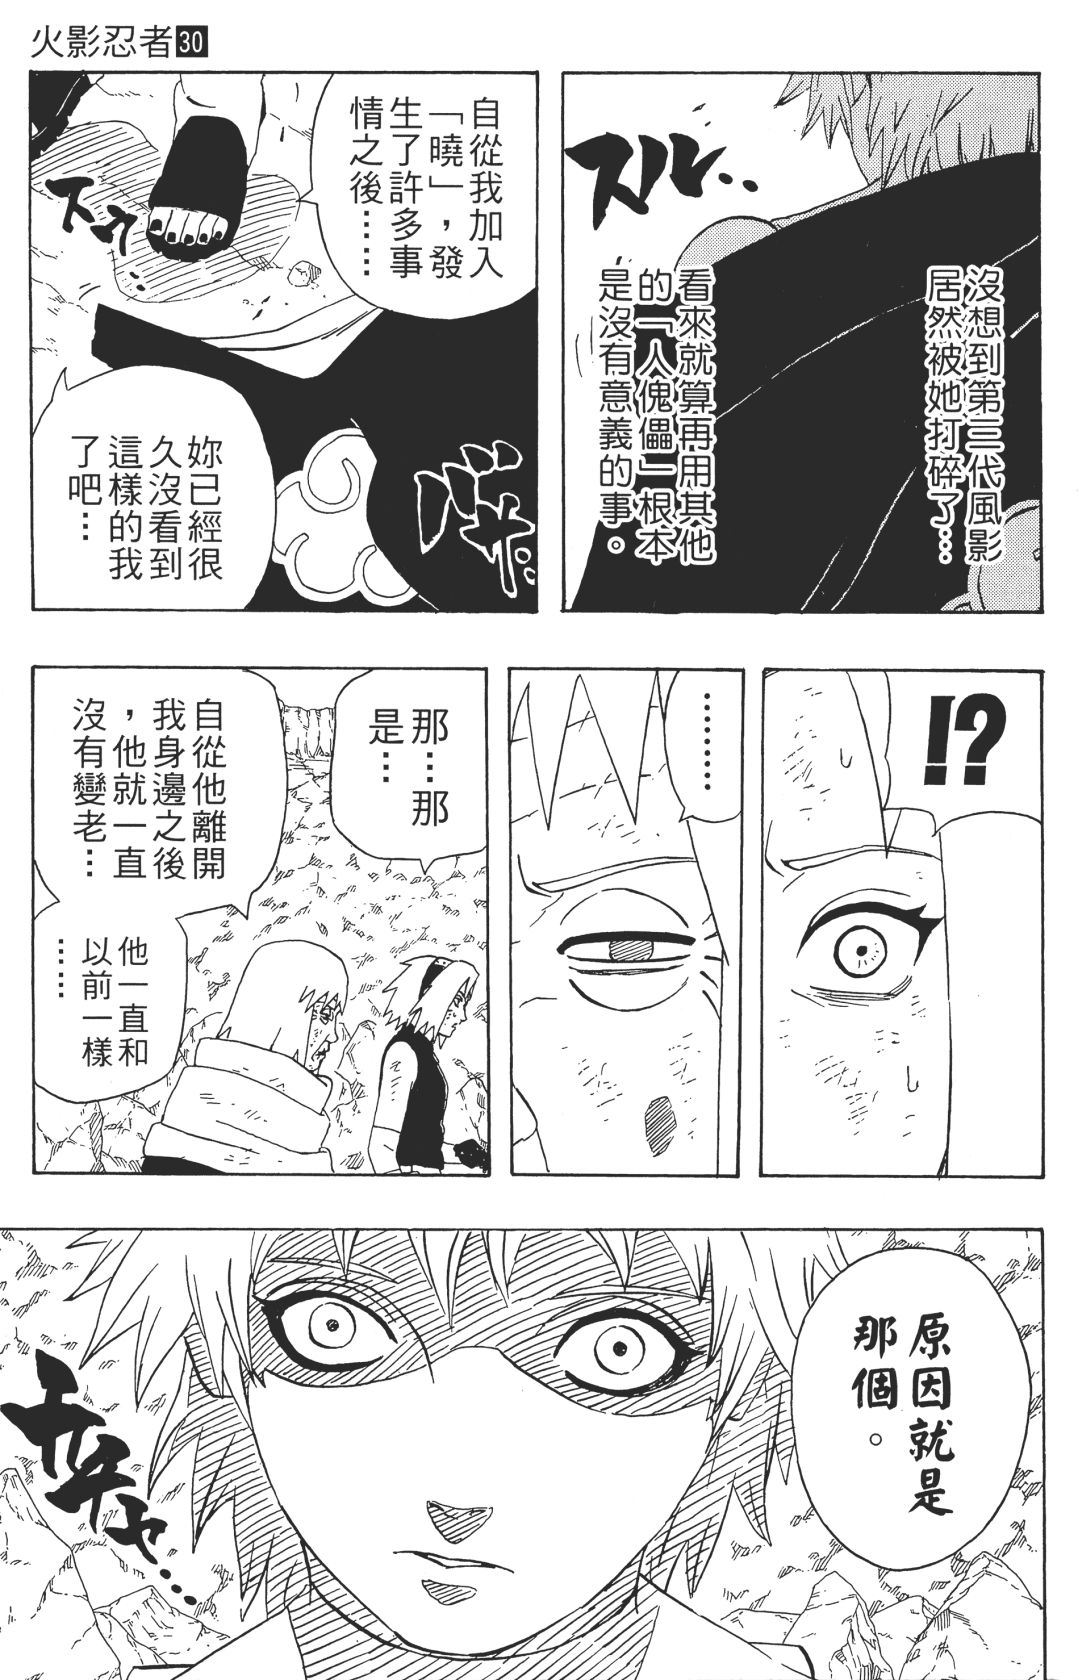 火影忍者30
沒想到第三代風影
居然被她打碎了…
看來就算再用其他
的「人傀儡」根本
是沒有意義的事。
スルル‥
自從我加入
「曉」，發
生了許多事
情之後……
妳已經很
久沒看到
這樣的我
了吧…
!?
………
那…那
是…
自從他離開
我身邊之後
，他就一直
沒有變老…
他一直和
以前一樣
……
原因就是
那個。